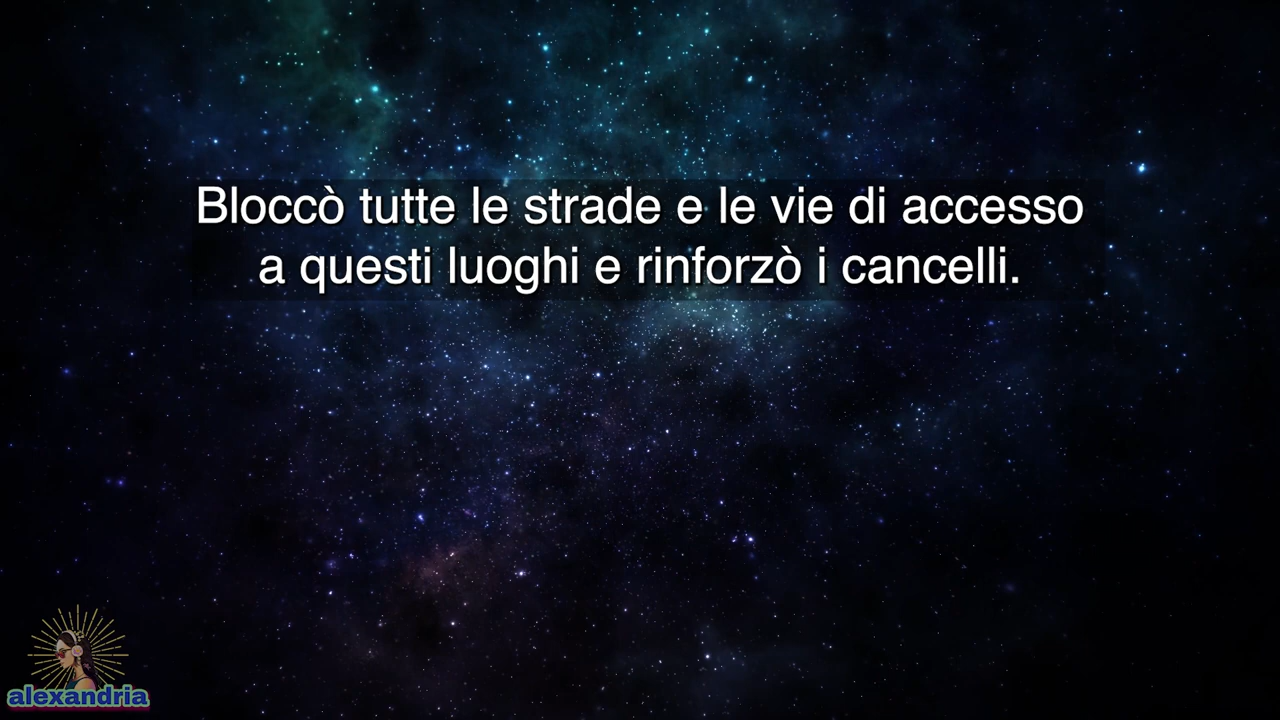 Bloccò tutte le strade e le vie di accesso
a questi luoghi e rinforzò i cancelli.
alexandria